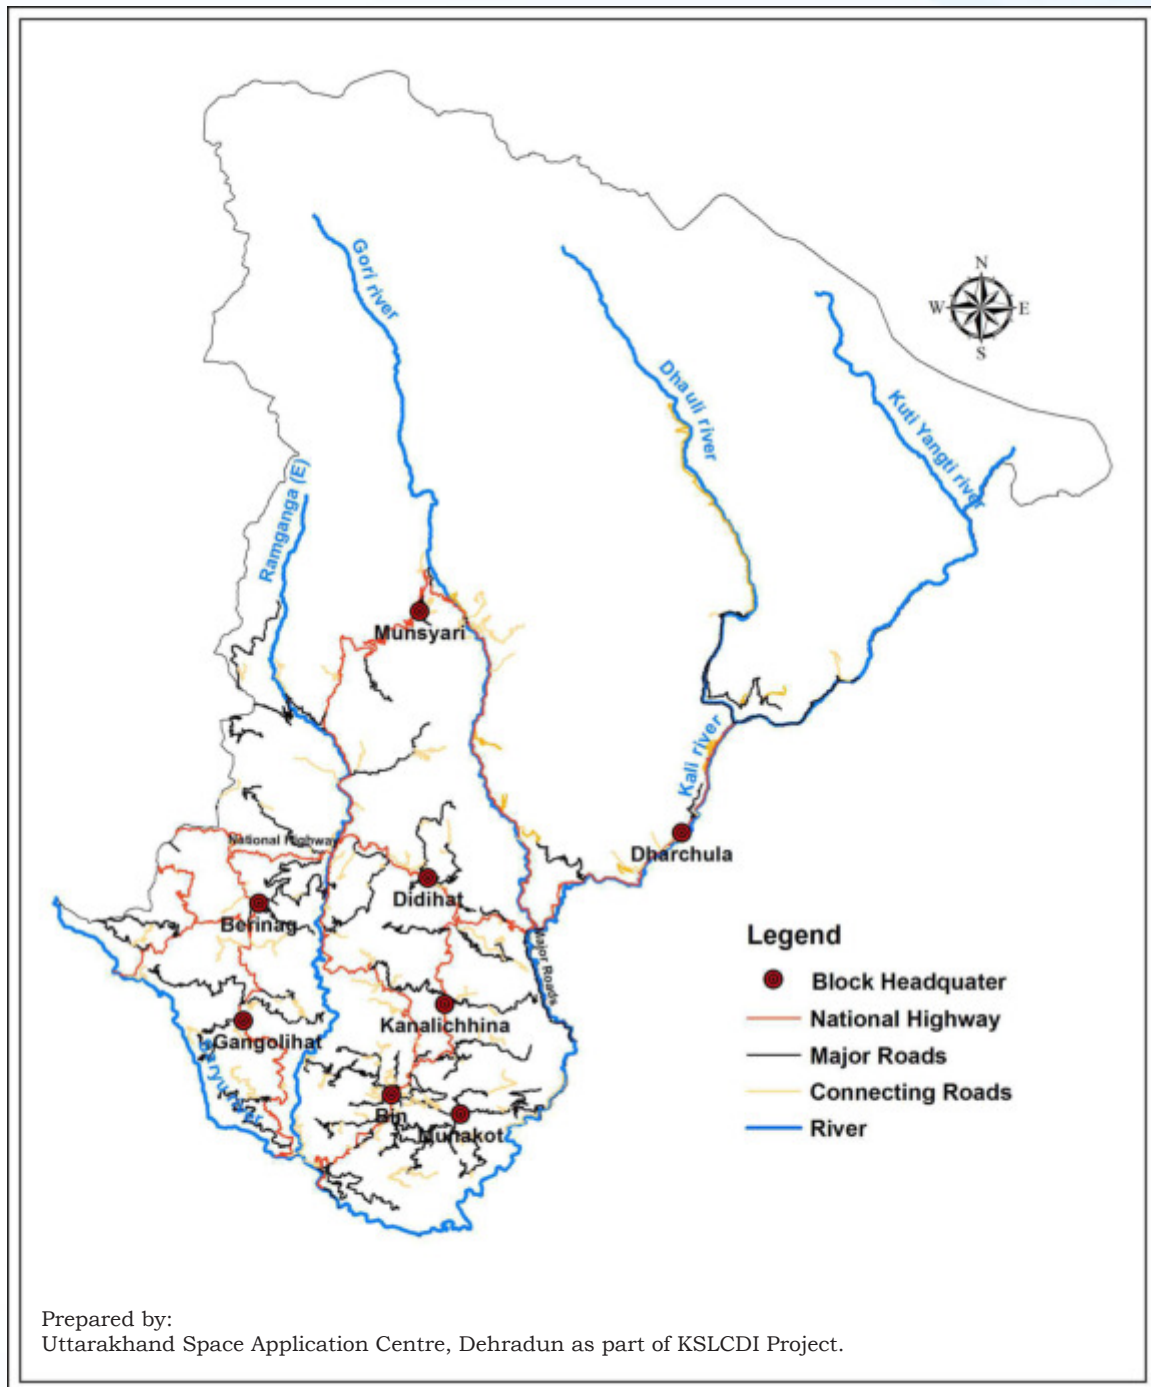 Gori river
N
W
E
S
Dhauli river
Kuti Yangti river
Ramganga (E)
Munsyari
Kali river
National Highway
Dharchula
Didihat
Berinag
Major Roads
Legend
Block Headquater
Kanalichhina
National Highway
Gangolihat
Major Roads
Connecting Roads
Bin
Munakot
River
Prepared by:
Uttarakhand Space Application Centre, Dehradun as part of KSLCDI Project.